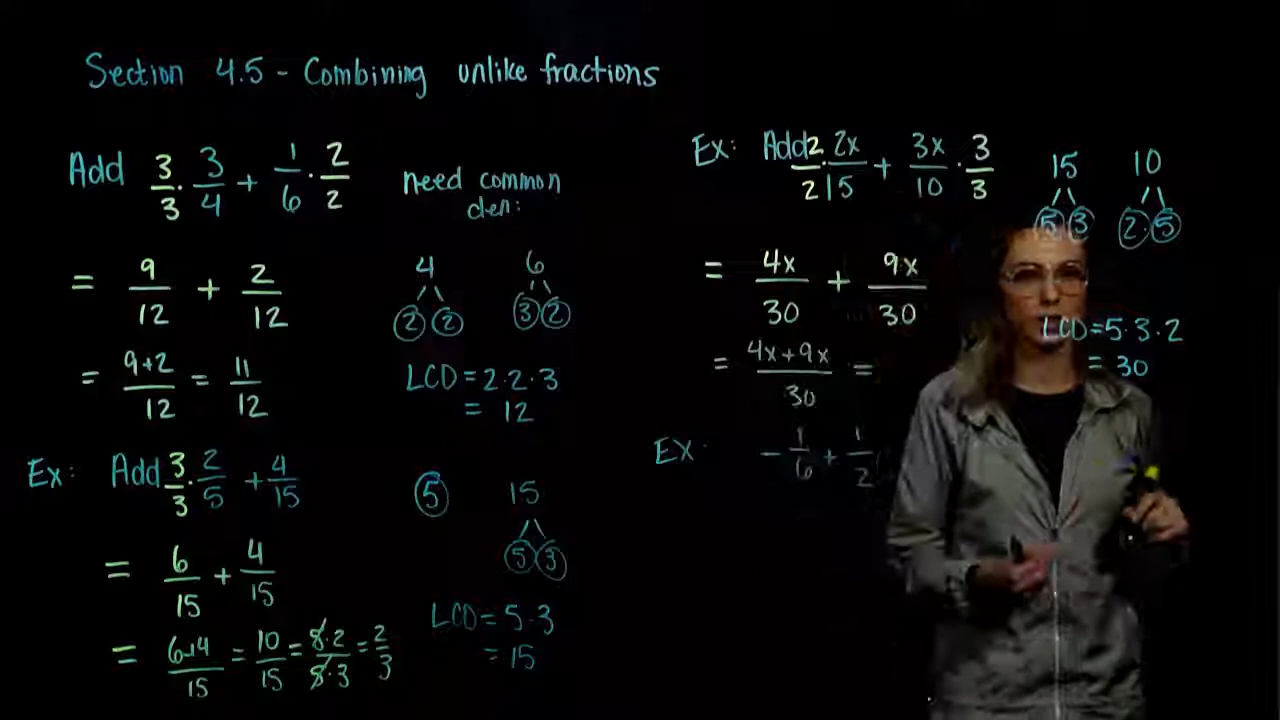 Section 4.5 - Combining unlike fractions
Add 3/3 · 3/4 + 1/6 · 2/2
need common
den:
= 9/12 + 2/12
4 6
2 2 3 2
= 9+2/12 = 11/12
LCD = 2·2·3
= 12
Ex: Add 3/3 · 2/5 + 4/15
5 15
5 3
= 6/15 + 4/15
LCD = 5·3
= 15
= 6+4/15 = 10/15 = 5·2/5·3 = 2/3
Ex: Add 2/2 · 2x/15 + 3x/10 · 3/3
15 10
5 3 2·5
= 4x/30 + 9x/30
LCD = 5·3·2
= 30
= 4x+9x/30 =
Ex: -1/6 + 1/2